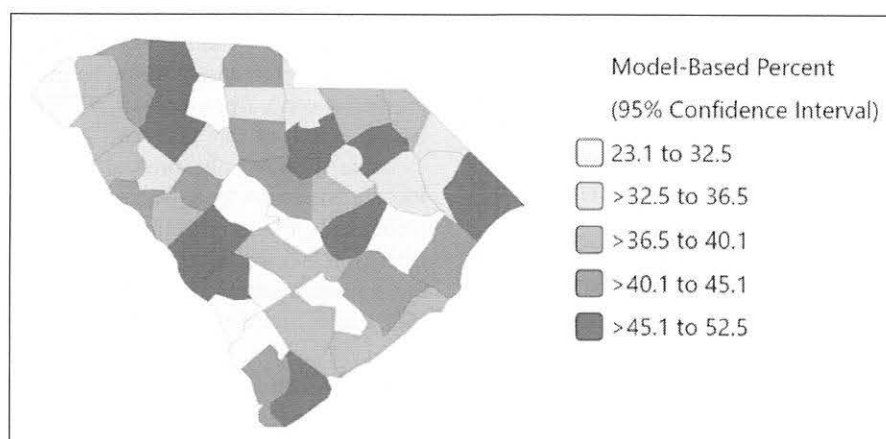 Model-Based Percent
(95% Confidence Interval)
23.1 to 32.5
>32.5 to 36.5
>36.5 to 40.1
>40.1 to 45.1
>45.1 to 52.5